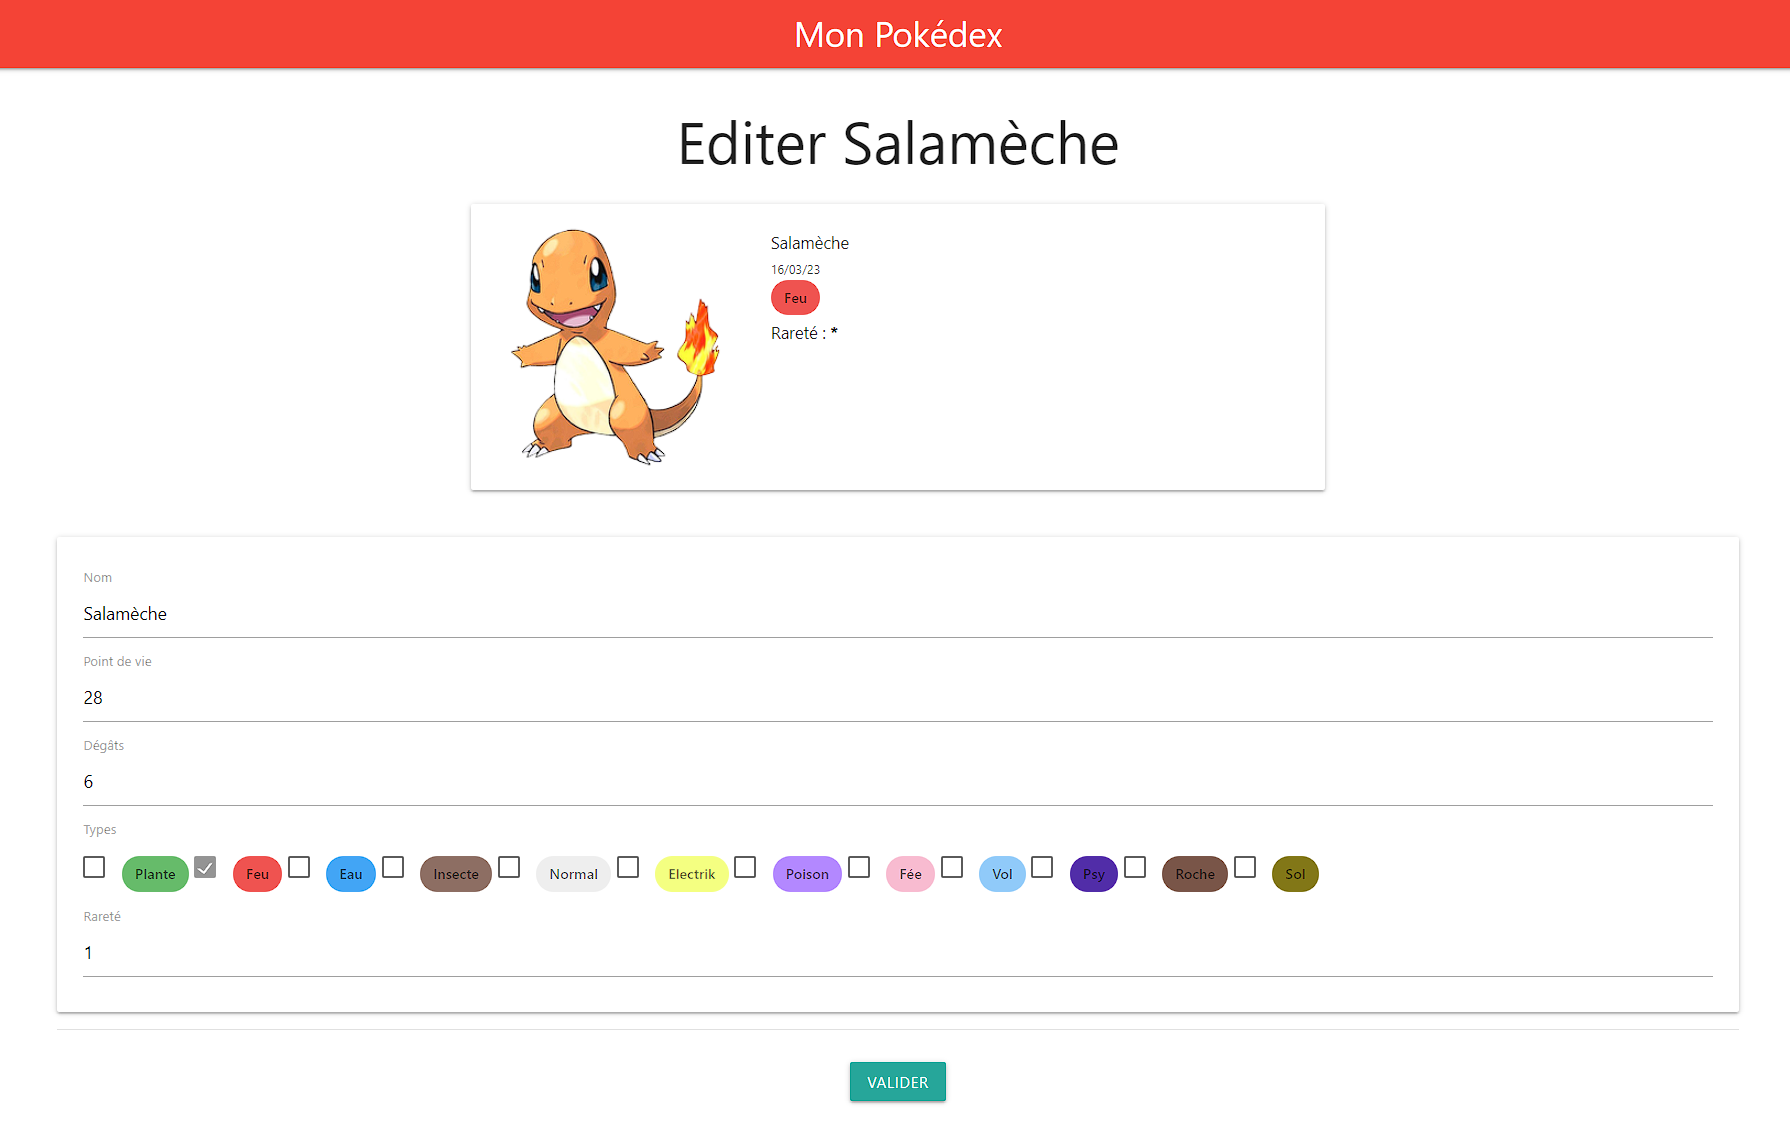 Mon Pokédex
Editer Salamèche
Salamèche
16/03/23
Feu
Rareté : *
Nom
Salamèche
Point de vie
28
Dégâts
6
Types
Plante Feu Eau Insecte Normal Electrik Poison Fée Vol Psy Roche Sol
Rareté
1
VALIDER